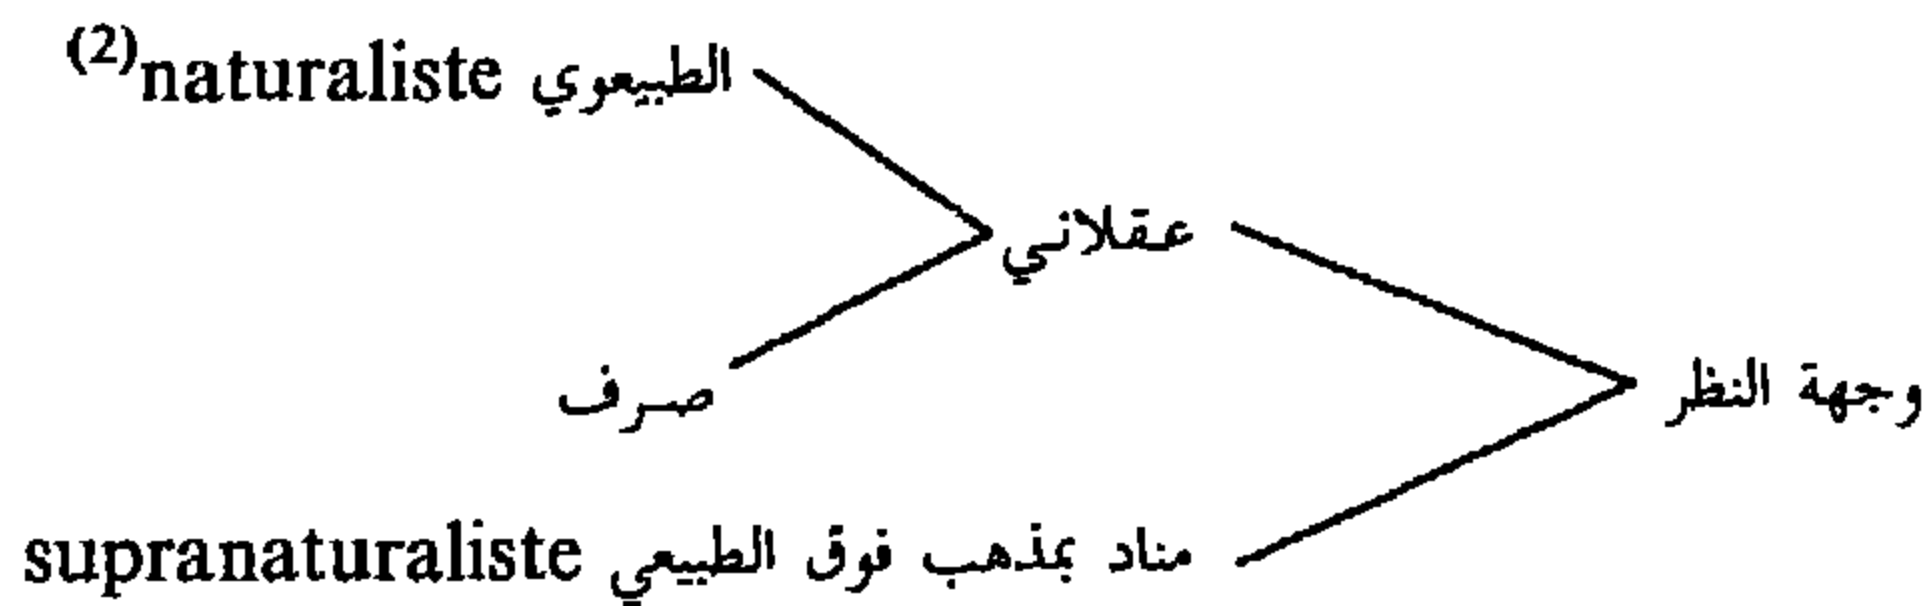 الطبيعوي naturaliste(2)
عقلاني
صرف
وجهة النظر
مناد بمذهب فوق الطبيعي supranaturaliste